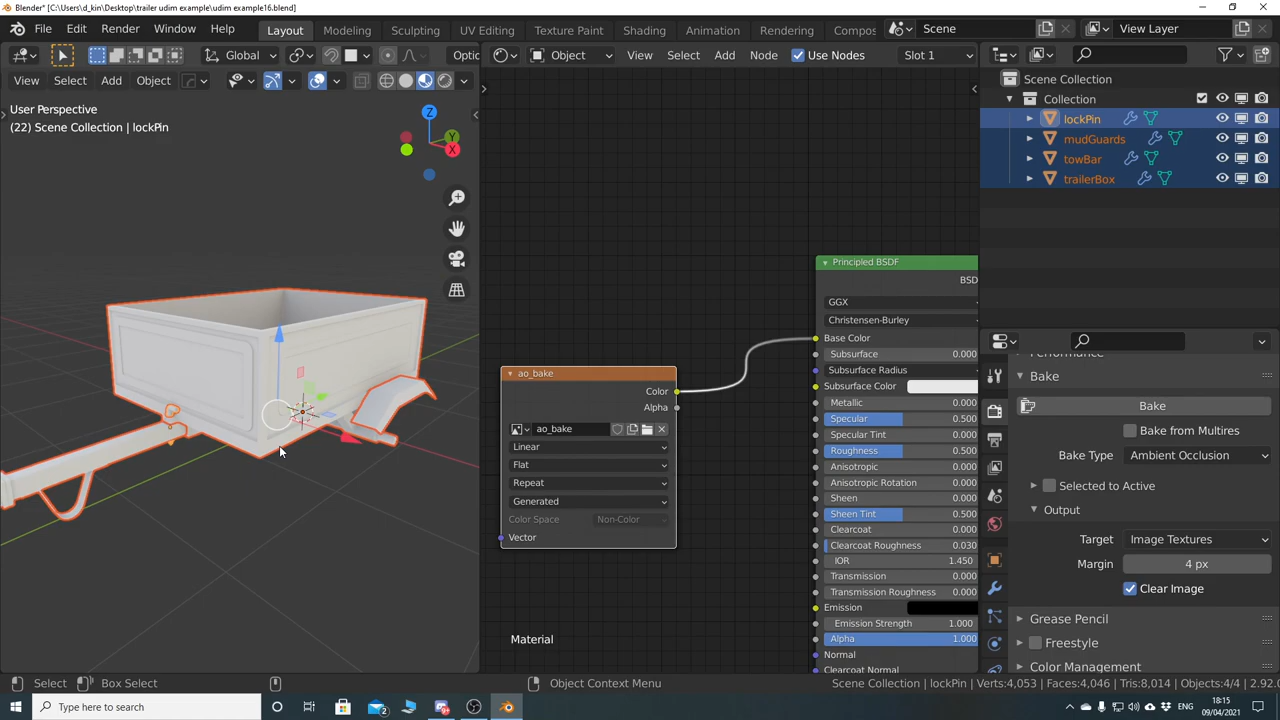 Blender* [C:\Users\d_kin\Desktop\trailer udim example\udim example16.blend]
File Edit Render Window Help Layout Modeling Sculpting UV Editing Texture Paint Shading Animation Rendering Compos Scene View Layer
Global Optio Object View Select Add Node Use Nodes Slot 1
View Select Add Object
User Perspective
(22) Scene Collection | lockPin
Z
Y
X
Scene Collection
Collection
lockPin
mudGuards
towBar
trailerBox
ao_bake
Color
Alpha
ao_bake
Linear
Flat
Repeat
Generated
Color Space Non-Color
Vector
Material
Principled BSDF
BSD
GGX
Christensen-Burley
Base Color
Subsurface 0.000
Subsurface Radius
Subsurface Color
Metallic 0.000
Specular 0.500
Specular Tint 0.000
Roughness 0.500
Anisotropic 0.000
Anisotropic Rotation 0.000
Sheen 0.000
Sheen Tint 0.500
Clearcoat 0.000
Clearcoat Roughness 0.030
IOR 1.450
Transmission 0.000
Transmission Roughness 0.000
Emission
Emission Strength 1.000
Alpha 1.000
Normal
Clearcoat Normal
Performance
Bake
Bake
Bake from Multires
Bake Type Ambient Occlusion
Selected to Active
Output
Target Image Textures
Margin 4 px
Clear Image
Grease Pencil
Freestyle
Color Management
Select Box Select Object Context Menu Scene Collection | lockPin | Verts:4,053 | Faces:4,046 | Tris:8,014 | Objects:4/4 | 2.92.0
Type here to search
2
ENG
18:15
09/04/2021